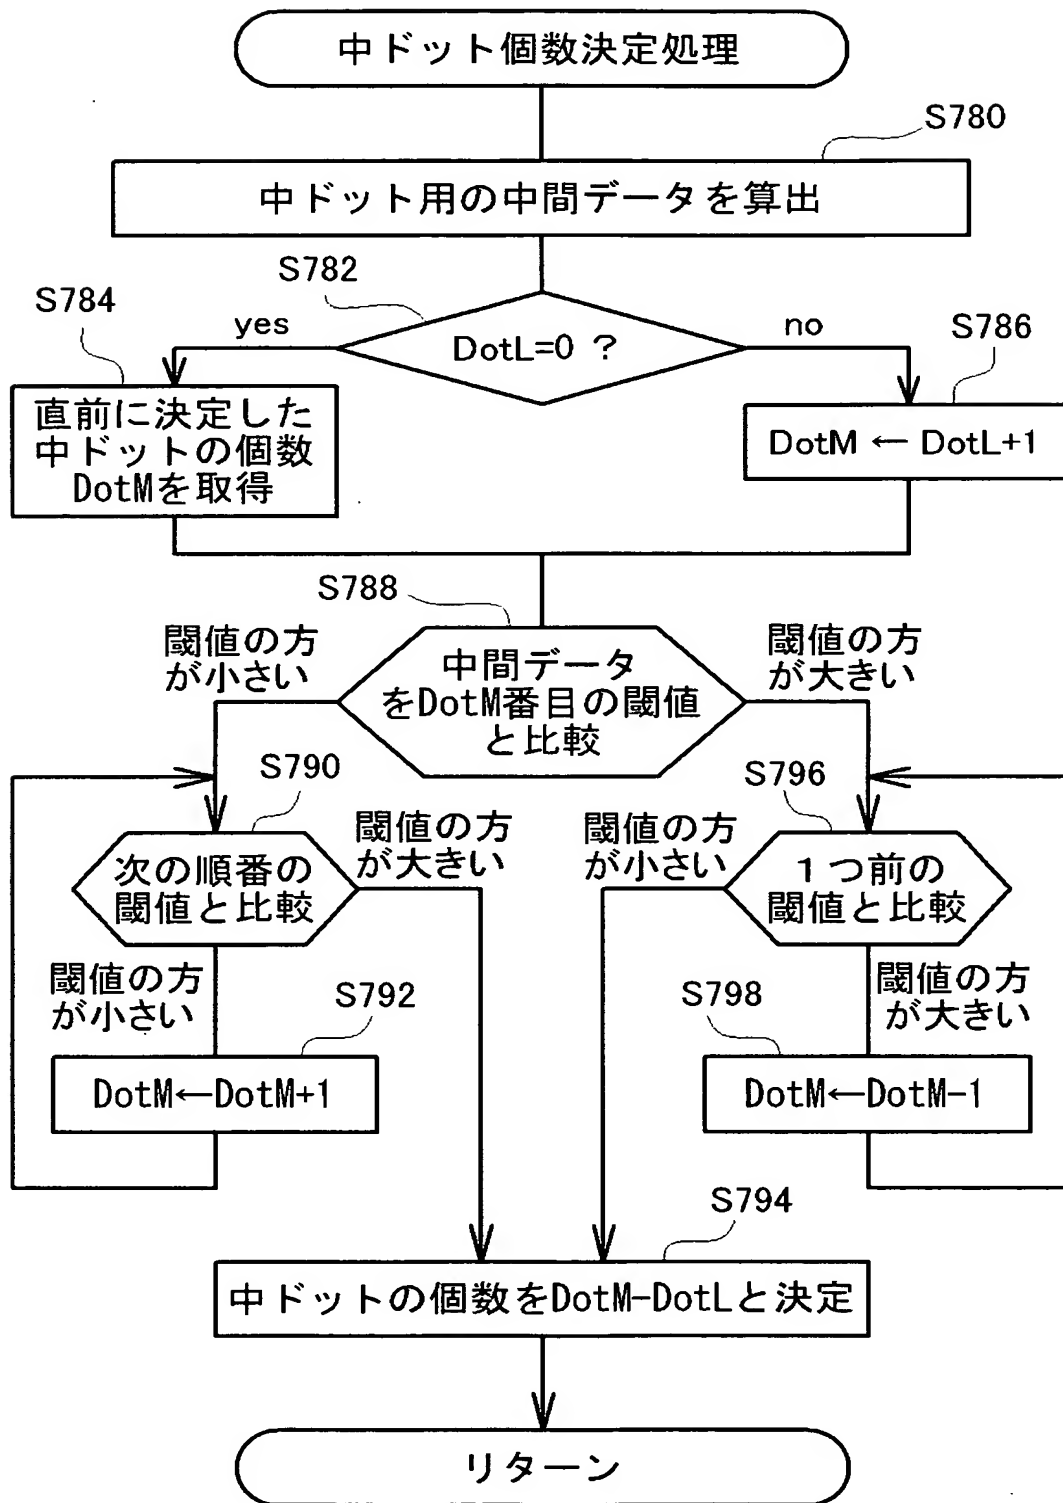 中ドット個数決定処理
S780
中ドット用の中間データを算出
S782
S784
yes
DotL=0 ?
no
S786
直前に決定した
中ドットの個数
DotMを取得
DotM ← DotL+1
S788
閾値の方
が小さい
中間データ
をDotM番目の閾値
と比較
閾値の方
が大きい
S790
次の順番の
閾値と比較
閾値の方
が大きい
閾値の方
が小さい
S796
1つ前の
閾値と比較
閾値の方
が小さい
S792
DotM←DotM+1
S798
閾値の方
が大きい
DotM←DotM-1
S794
中ドットの個数をDotM-DotLと決定
リターン